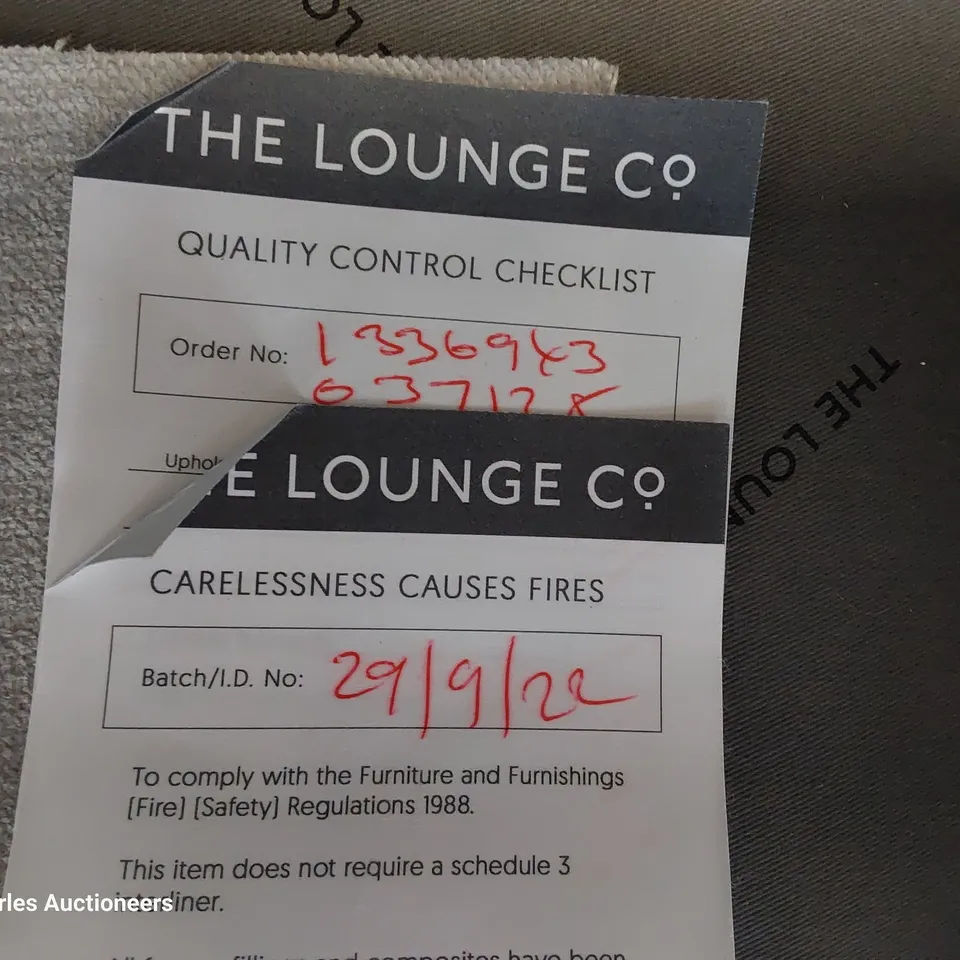 THE LOUNGE Cº
QUALITY CONTROL CHECKLIST
Order No: 1336943
THE LOUN
LOUNGE Cº
CARELESSNESS CAUSES FIRES
Batch/I.D. No: 29/9/22
To comply with the Furniture and Furnishings
[Fire] [Safety] Regulations 1988.
This item does not require a schedule 3
interliner.
rles Auctioneers